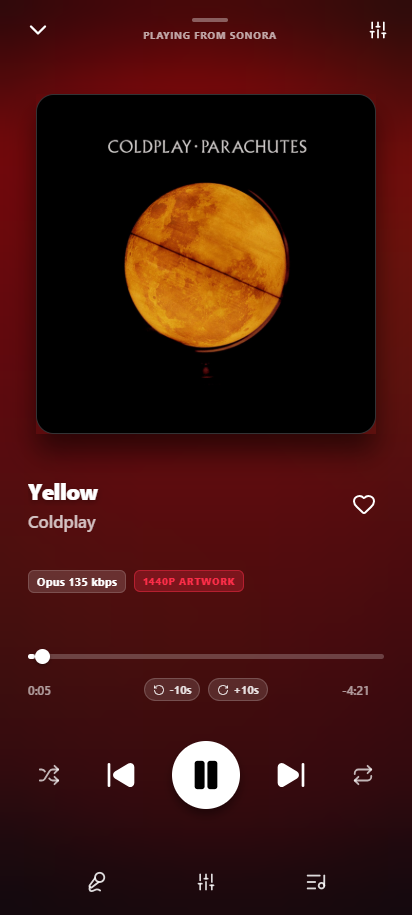 PLAYING FROM SONORA
COLDPLAY·PARACHUTES
Yellow
Coldplay
Opus 135 kbps
1440P ARTWORK
0:05
-10s
+10s
-4:21